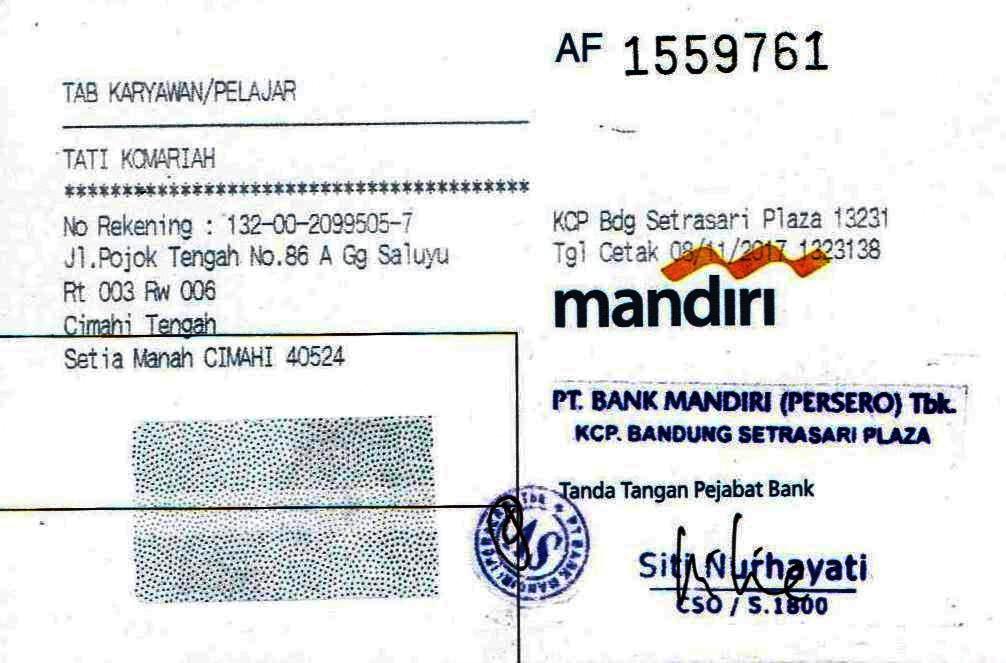 AF 1559761
TAB KARYAWAN/PELAJAR
TATI KOMARIAH
****************************************
No Rekening : 132-00-2099505-7
Jl.Pojok Tengah No.86 A Gg Saluyu
Rt 003 Rw 006
Cimahi Tengah
Setia Manah CIMAHI 40524
KCP Bdg Setrasari Plaza 13231
Tgl Cetak 08/11/2017 1323138
mandırı
PT. BANK MANDIRI (PERSERO) Tbk.
KCP. BANDUNG SETRASARI PLAZA
Tanda Tangan Pejabat Bank
Siti Nurhayati
CSO / S.1800